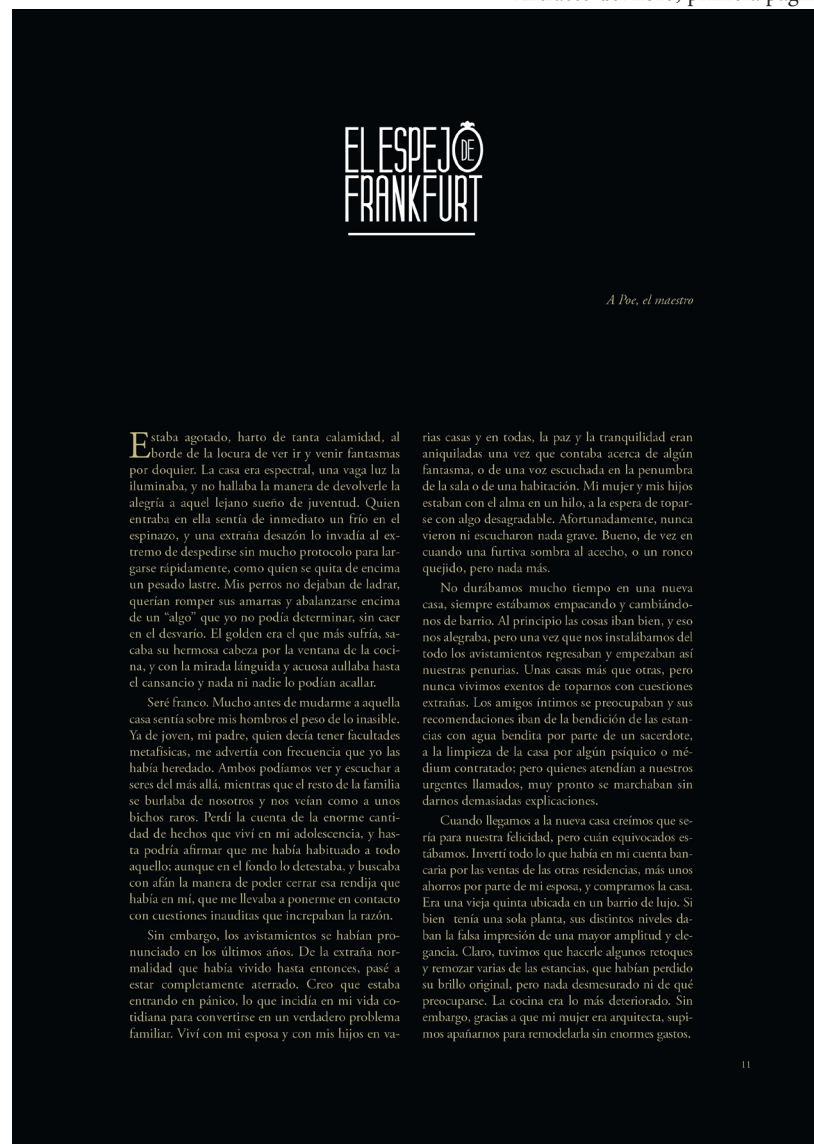 EL ESPEJO DE
FRANKFURT
A Poe, el maestro
Estaba agotado, harto de tanta calamidad, al
borde de la locura de ver ir y venir fantasmas
por doquier. La casa era espectral, una vaga luz la
iluminaba, y no hallaba la manera de devolverle la
alegría a aquel lejano sueño de juventud. Quien
entraba en ella sentía de inmediato un frío en el
espinazo, y una extraña desazón lo invadía al ex-
tremo de despedirse sin mucho protocolo para lar-
garse rápidamente, como quien se quita de encima
un pesado lastre. Mis perros no dejaban de ladrar,
querían romper sus amarras y abalanzarse encima
de un “algo” que yo no podía determinar, sin caer
en el desvarío. El golden era el que más sufría, sa-
caba su hermosa cabeza por la ventana de la coci-
na, y con la mirada lánguida y acuosa aullaba hasta
el cansancio y nada ni nadie lo podían acallar.
Seré franco. Mucho antes de mudarme a aquella
casa sentía sobre mis hombros el peso de lo inasible.
Ya de joven, mi padre, quien decía tener facultades
metafísicas, me advertía con frecuencia que yo las
había heredado. Ambos podíamos ver y escuchar a
seres del más allá, mientras que el resto de la familia
se burlaba de nosotros y nos veían como a unos
bichos raros. Perdí la cuenta de la enorme canti-
dad de hechos que viví en mi adolescencia, y has-
ta podría afirmar que me había habituado a todo
aquello; aunque en el fondo lo detestaba, y buscaba
con afán la manera de poder cerrar esa rendija que
había en mí, que me llevaba a ponerme en contacto
con cuestiones inauditas que increpaban la razón.
Sin embargo, los avistamientos se habían pro-
nunciado en los últimos años. De la extraña nor-
malidad que había vivido hasta entonces, pasé a
estar completamente aterrado. Creo que estaba
entrando en pánico, lo que incidía en mi vida co-
tidiana para convertirse en un verdadero problema
familiar. Viví con mi esposa y con mis hijos en va-
rias casas y en todas, la paz y la tranquilidad eran
aniquiladas una vez que contaba acerca de algún
fantasma, o de una voz escuchada en la penumbra
de la sala o de una habitación. Mi mujer y mis hijos
estaban con el alma en un hilo, a la espera de topar-
se con algo desagradable. Afortunadamente, nunca
vieron ni escucharon nada grave. Bueno, de vez en
cuando una furtiva sombra al acecho, o un ronco
quejido, pero nada más.
No durábamos mucho tiempo en una nueva
casa, siempre estábamos empacando y cambiándo-
nos de barrio. Al principio las cosas iban bien, y eso
nos alegraba, pero una vez que nos instalábamos del
todo los avistamientos regresaban y empezaban así
nuestras penurias. Unas casas más que otras, pero
nunca vivimos exentos de toparnos con cuestiones
extrañas. Los amigos íntimos se preocupaban y sus
recomendaciones iban de la bendición de las estan-
cias con agua bendita por parte de un sacerdote,
a la limpieza de la casa por algún psíquico o mé-
dium contratado; pero quienes atendían a nuestros
urgentes llamados, muy pronto se marchaban sin
darnos demasiadas explicaciones.
Cuando llegamos a la nueva casa creímos que se-
ría para nuestra felicidad, pero cuán equivocados es-
tábamos. Invertí todo lo que había en mi cuenta ban-
caria por las ventas de las otras residencias, más unos
ahorros por parte de mi esposa, y compramos la casa.
Era una vieja quinta ubicada en un barrio de lujo. Si
bien tenía una sola planta, sus distintos niveles da-
ban la falsa impresión de una mayor amplitud y ele-
gancia. Claro, tuvimos que hacerle algunos retoques
y remozar varias de las estancias, que habían perdido
su brillo original, pero nada desmesurado ni de qué
preocuparse. La cocina era lo más deteriorado. Sin
embargo, gracias a que mi mujer era arquitecta, supi-
mos apañarnos para remodelarla sin enormes gastos.
11